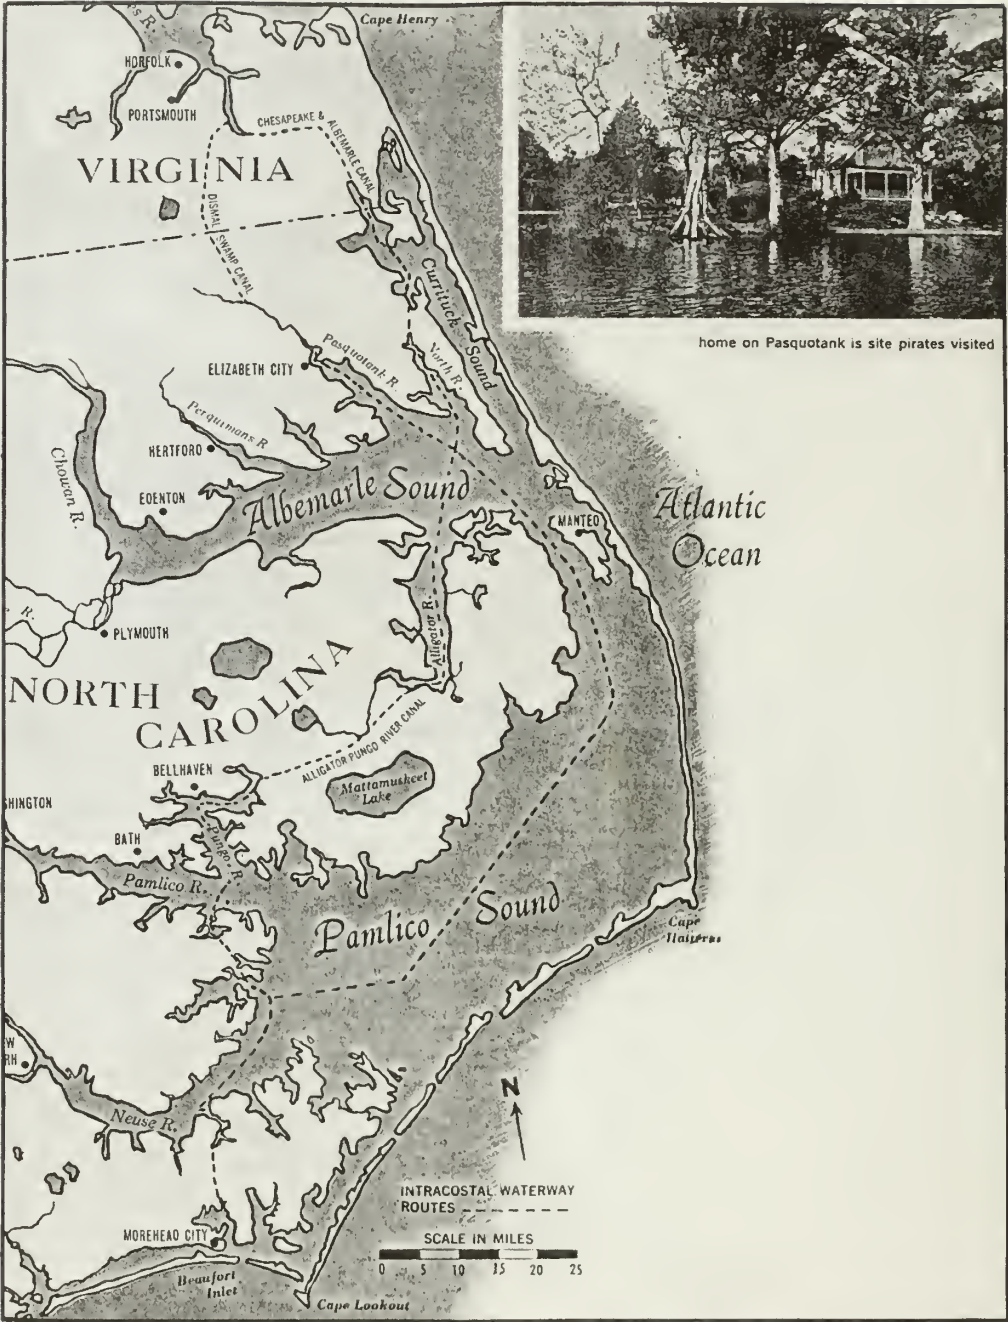 Cape Henry
HORFOLK
PORTSMOUTH
CHESAPEAKE & ALBEMARLE CANAL
VIRGINIA
DISMAL SWAMP CANAL
home on Pasquotank is site pirates visited
Currituck Sound
Pasquotank R.
North R.
ELIZABETH CITY
Perquimans R
HERTFORD
Chowan R.
EDENTON
Albemarle Sound
Atlantic
Ocean
MANTEO
R.
PLYMOUTH
Alligator R.
NORTH
CAROLINA
ALLIGATOR PUNGO RIVER CANAL
BELLHAVEN
Mattamuskeet
Lake
SHINGTON
BATH
Pungo R
Pamlico R.
Pamlico Sound
Cape
Hatteras
W
RH
N
Neuse R.
INTRACOSTAL WATERWAY
ROUTES
SCALE IN MILES
0 5 10 15 20 25
MOREHEAD CITY
Beaufort
Inlet
Cape Lookout